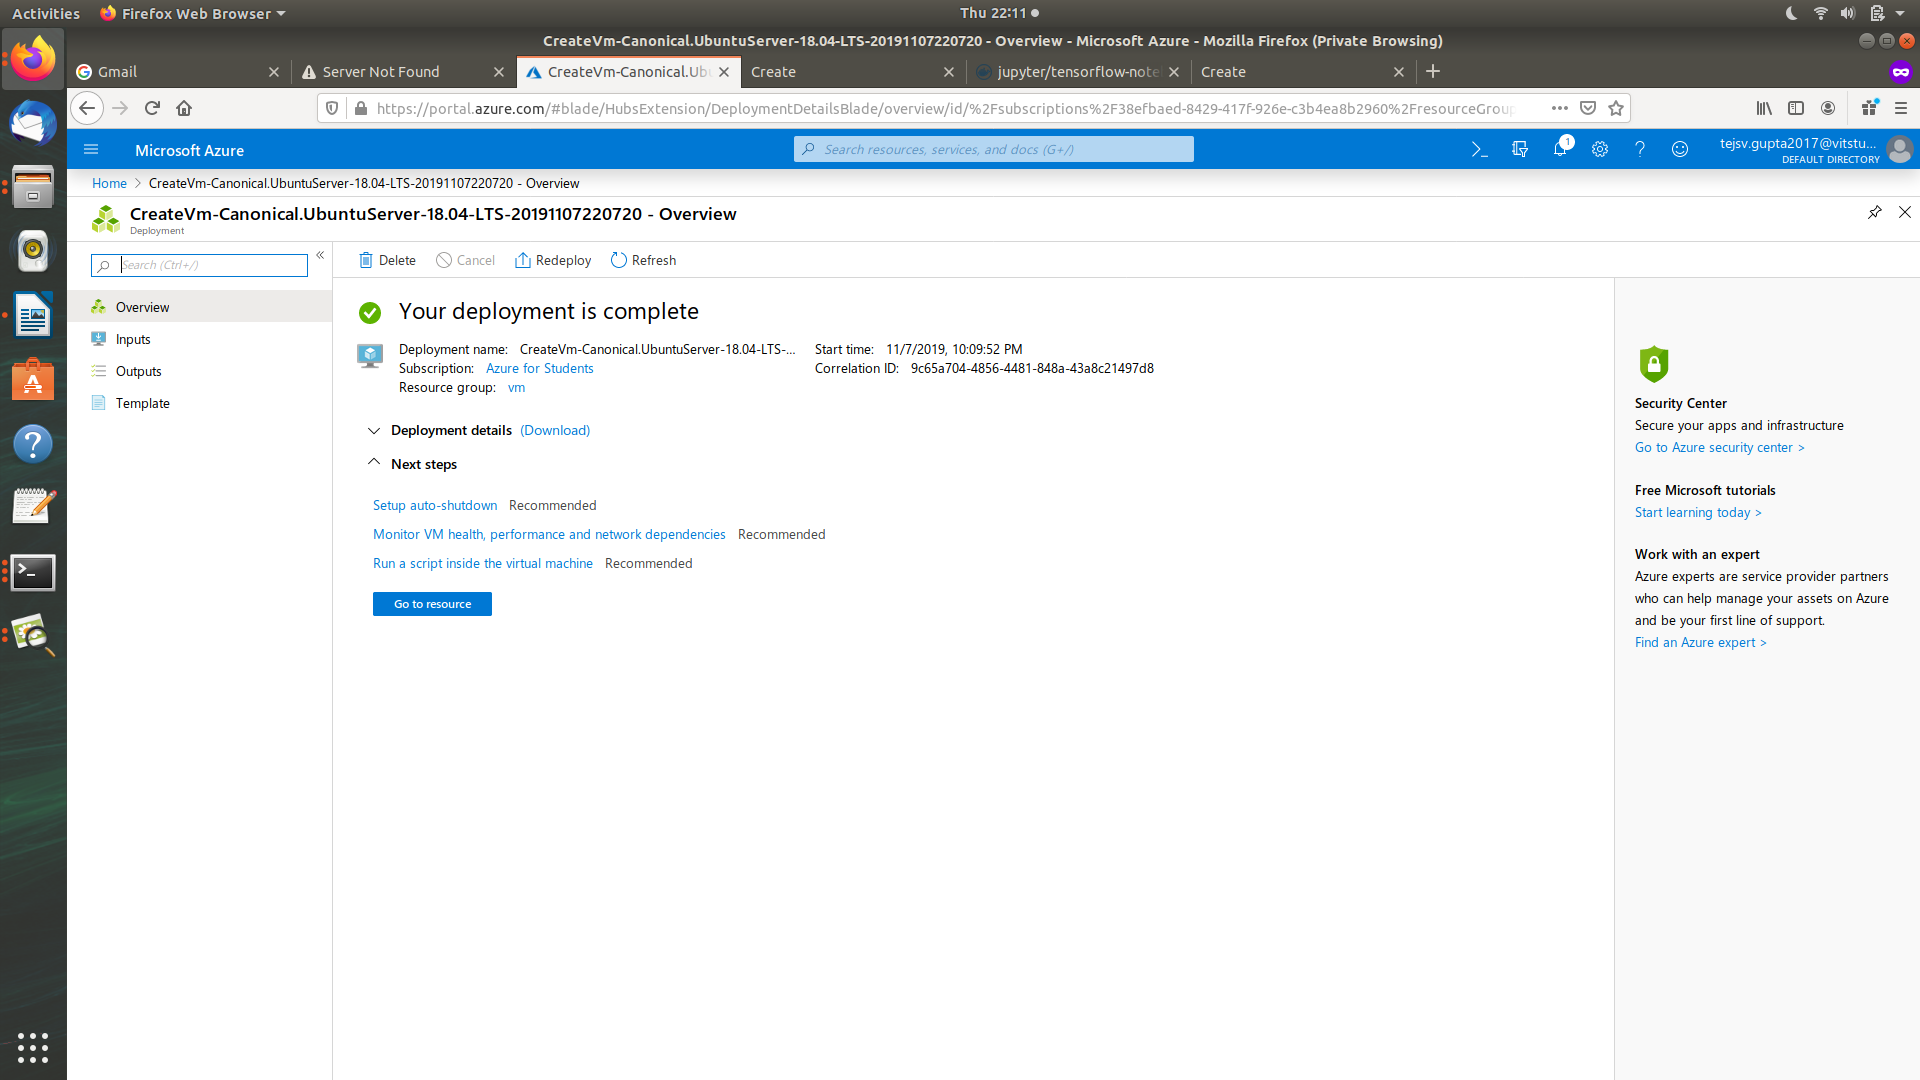 Activities
Firefox Web Browser
Thu 22:11
CreateVm-Canonical.UbuntuServer-18.04-LTS-20191107220720 - Overview - Microsoft Azure - Mozilla Firefox (Private Browsing)
Gmail
Server Not Found
CreateVm-Canonical.Ub
Create
jupyter/tensorflow-note
Create
https://portal.azure.com/#blade/HubsExtension/DeploymentDetailsBlade/overview/id/%2Fsubscriptions%2F38efbaed-8429-417f-926e-c3b4ea8b2960%2FresourceGroup
Microsoft Azure
Search resources, services, and docs (G+/)
1
tejsv.gupta2017@vitstu...
DEFAULT DIRECTORY
Home > CreateVm-Canonical.UbuntuServer-18.04-LTS-20191107220720 - Overview
CreateVm-Canonical.UbuntuServer-18.04-LTS-20191107220720 - Overview
Deployment
Search (Ctrl+/)
Overview
Inputs
Outputs
Template
Delete
Cancel
Redeploy
Refresh
Your deployment is complete
Deployment name: CreateVm-Canonical.UbuntuServer-18.04-LTS-...
Subscription: Azure for Students
Resource group: vm
Start time: 11/7/2019, 10:09:52 PM
Correlation ID: 9c65a704-4856-4481-848a-43a8c21497d8
Deployment details (Download)
Next steps
Setup auto-shutdown Recommended
Monitor VM health, performance and network dependencies Recommended
Run a script inside the virtual machine Recommended
Go to resource
Security Center
Secure your apps and infrastructure
Go to Azure security center >
Free Microsoft tutorials
Start learning today >
Work with an expert
Azure experts are service provider partners
who can help manage your assets on Azure
and be your first line of support.
Find an Azure expert >